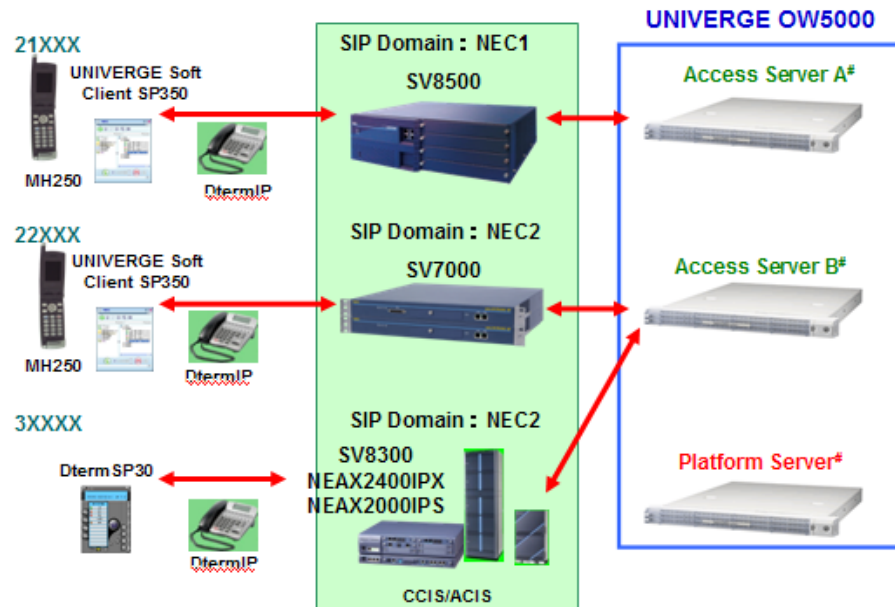 UNIVERGE OW5000
21XXX
UNIVERGE Soft
Client SP350
MH250
DtermIP
SIP Domain : NEC1
SV8500
Access Server A#
22XXX
UNIVERGE Soft
Client SP350
MH250
DtermIP
SIP Domain : NEC2
SV7000
Access Server B#
3XXXX
Dterm SP30
DtermIP
SIP Domain : NEC2
SV8300
NEAX2400IPX
NEAX2000IPS
CCIS/ACIS
Platform Server#